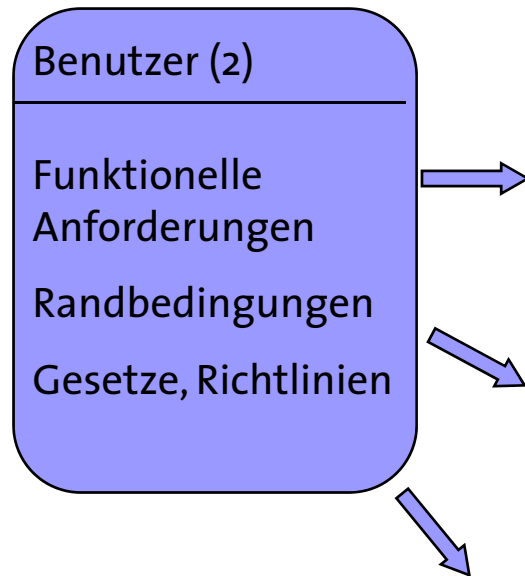 Benutzer (2)
Funktionelle
Anforderungen
Randbedingungen
Gesetze, Richtlinien